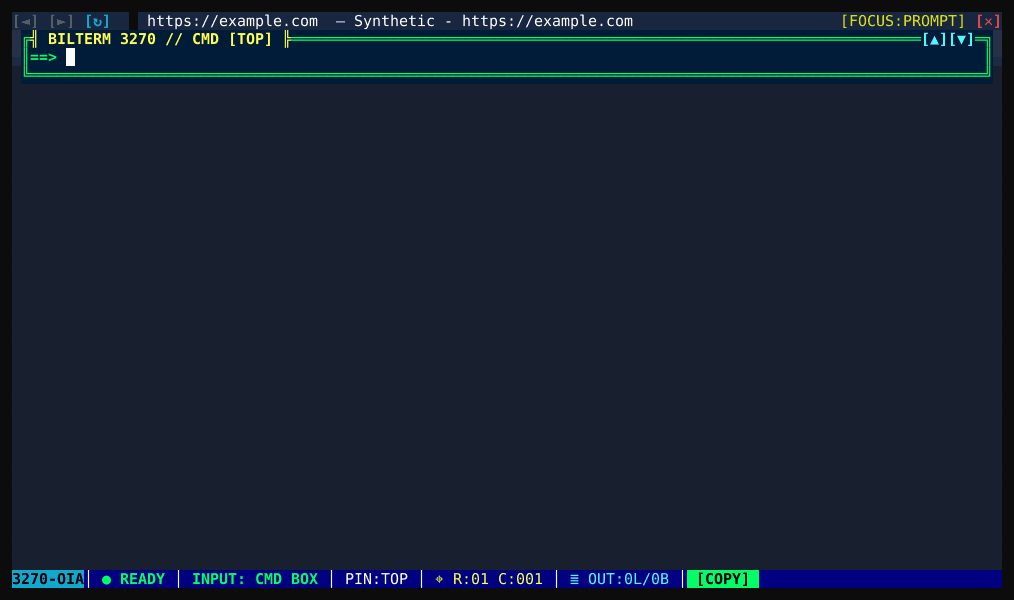 [◄] [►] [↻] https://example.com — Synthetic - https://example.com [FOCUS:PROMPT] [×]
BILTERM 3270 // CMD [TOP] [▲][▼]
==>
3270-OIA│ ● READY │ INPUT: CMD BOX │ PIN:TOP │ ⌖ R:01 C:001 │ ≣ OUT:0L/0B │ [COPY]